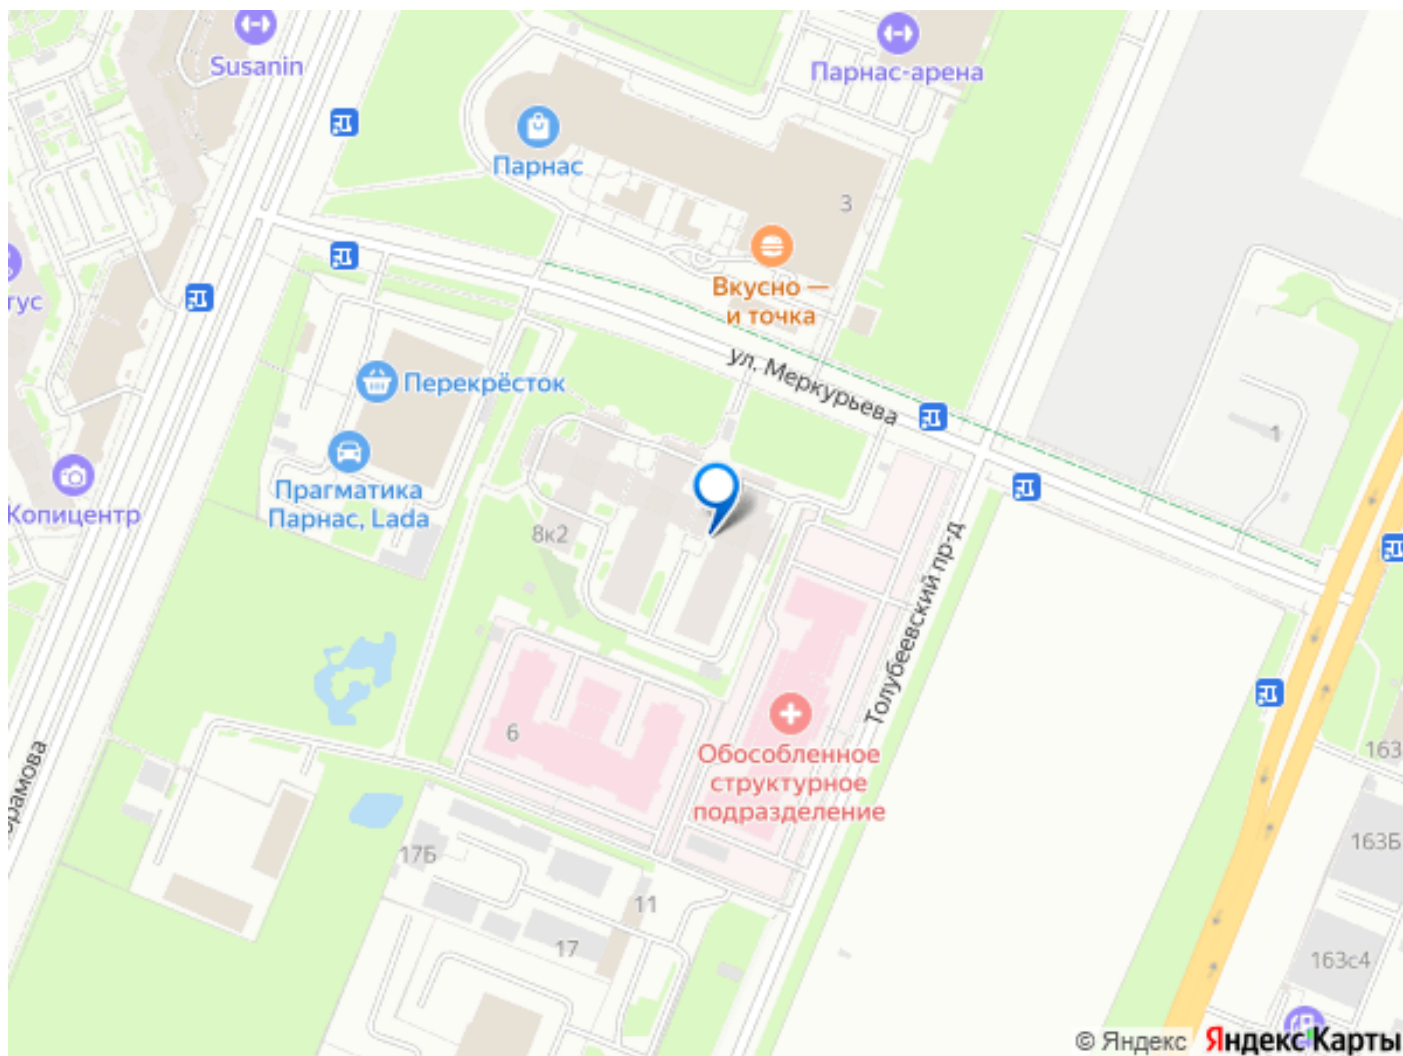 Susanin
Парнас-арена
Парнас
3
Вкусно —
и точка
тус
ул. Меркурьева
Перекрёсток
1
Прагматика
Парнас, Lada
Копицентр
8к2
Толубеевский пр-д
6
Обособленное
структурное
подразделение
163
163Б
17Б
11
17
163с4
© Яндекс Яндекс Карты